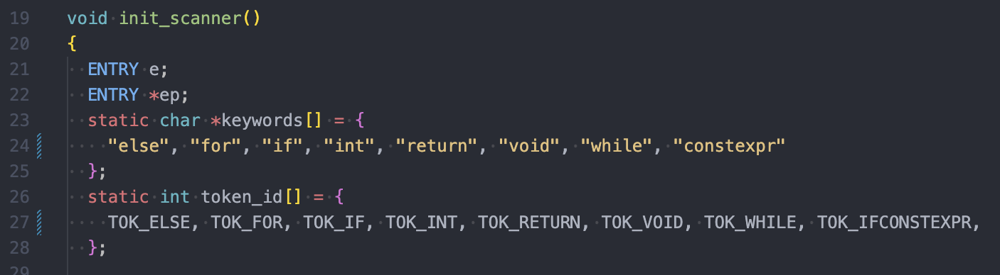 19 void init_scanner()
20 {
21 ENTRY e;
22 ENTRY *ep;
23 static char *keywords[] = {
24 "else", "for", "if", "int", "return", "void", "while", "constexpr"
25 };
26 static int token_id[] = {
27 TOK_ELSE, TOK_FOR, TOK_IF, TOK_INT, TOK_RETURN, TOK_VOID, TOK_WHILE, TOK_IFCONSTEXPR,
28 };
29